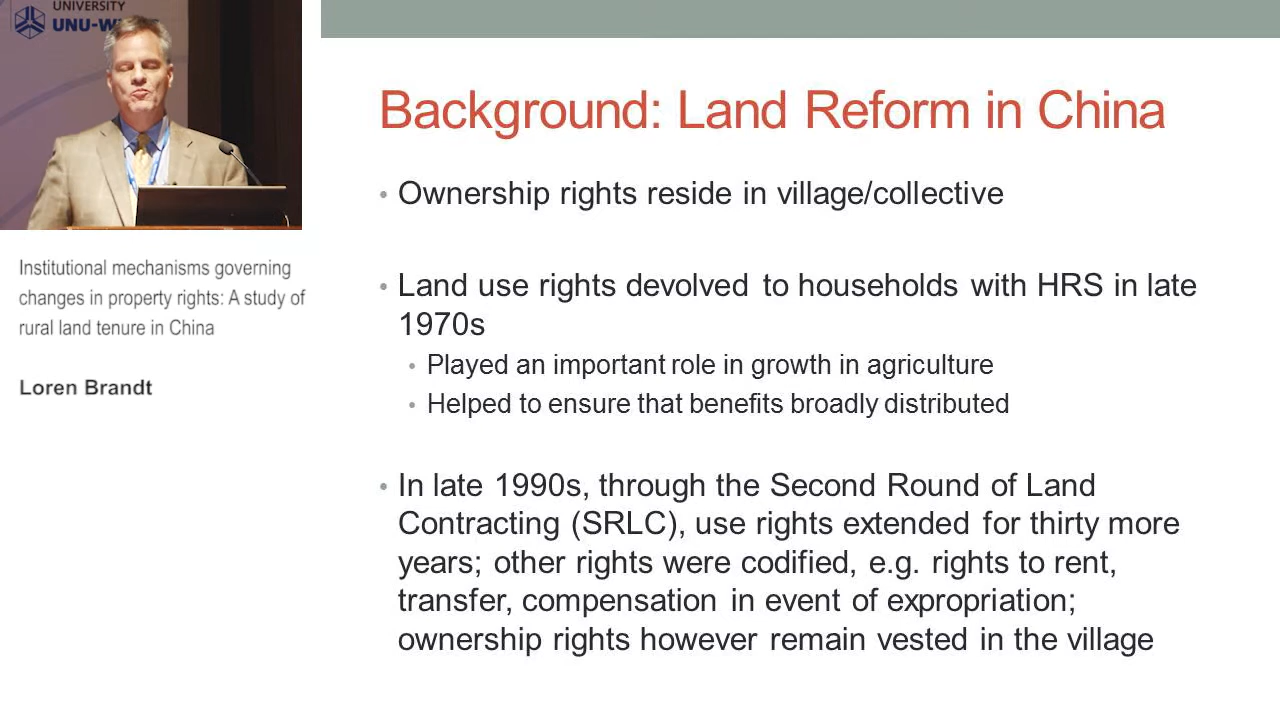 UNIVERSITY
UNU-W
Institutional mechanisms governing
changes in property rights: A study of
rural land tenure in China
Loren Brandt
Background: Land Reform in China
• Ownership rights reside in village/collective
• Land use rights devolved to households with HRS in late
1970s
• Played an important role in growth in agriculture
• Helped to ensure that benefits broadly distributed
• In late 1990s, through the Second Round of Land
Contracting (SRLC), use rights extended for thirty more
years; other rights were codified, e.g. rights to rent,
transfer, compensation in event of expropriation;
ownership rights however remain vested in the village